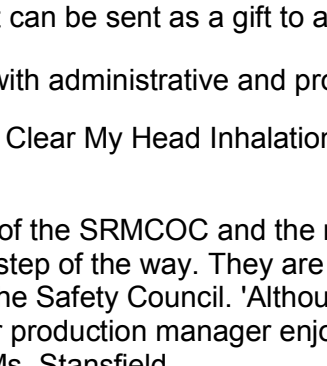 can be sent as a gift to a
with administrative and pro
Clear My Head Inhalation
of the SRMCOC and the
step of the way. They are
he Safety Council. 'Althou
production manager enjo
Ms. Stansfield